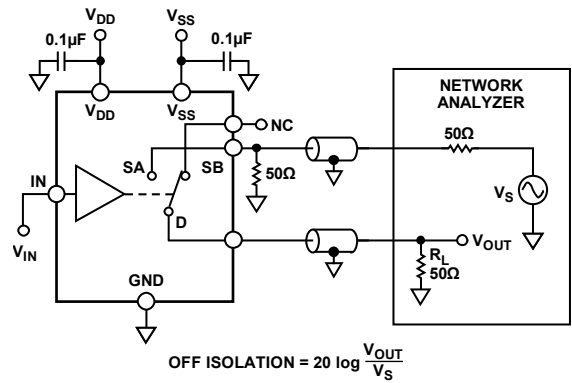 VDD
VSS
0.1µF
0.1µF
VDD
VSS
NC
NETWORK
ANALYZER
SA
SB
50Ω
50Ω
IN
VS
D
VIN
VOUT
RL
50Ω
GND
OFF ISOLATION = 20 log VOUT
VS